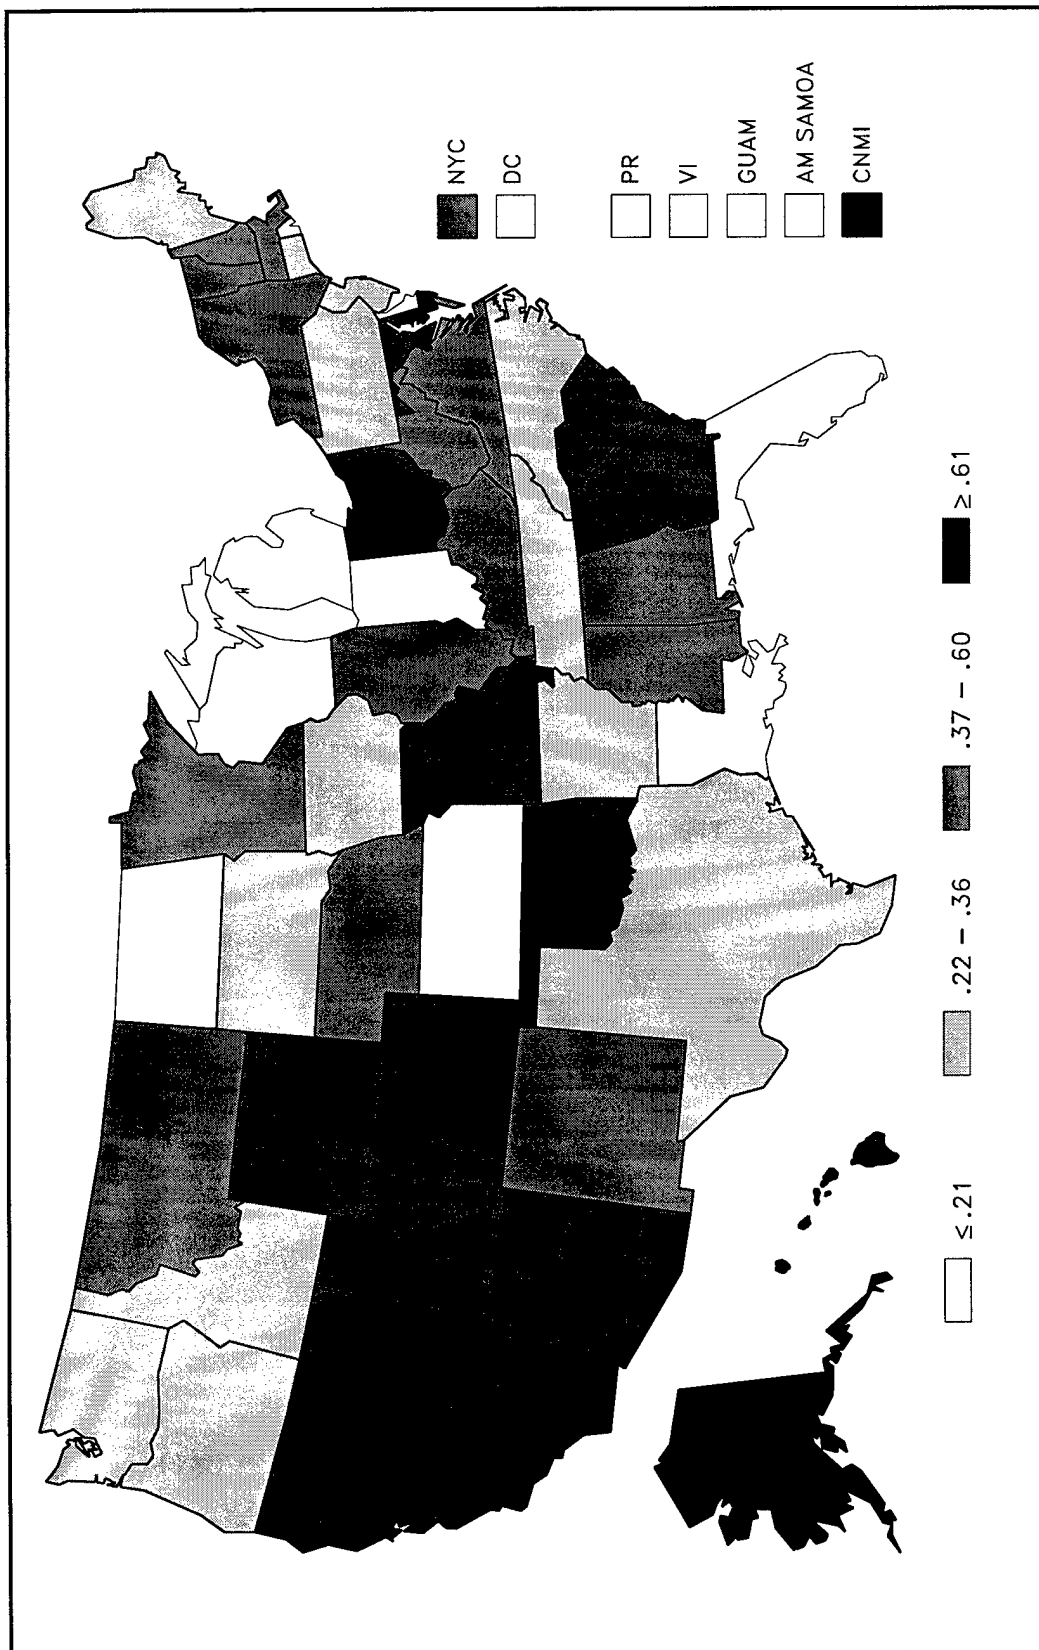 NYC
DC
PR
VI
GUAM
AM SAMOA
CNMI
≤.21
.22 – .36
.37 – .60
≥.61